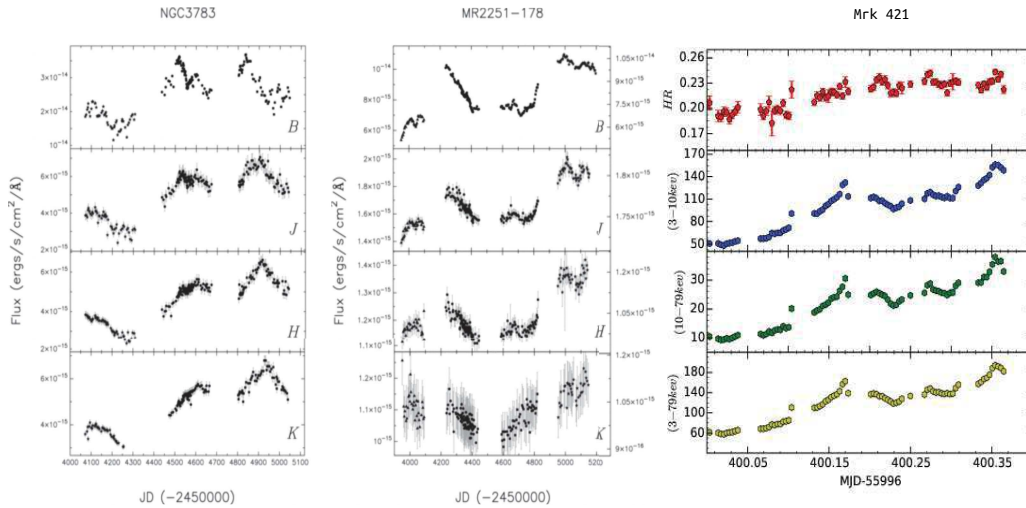 NGC3783
MR2251-178
Mrk 421
Flux (ergs/s/cm²/Å)
3×10⁻¹⁴
2×10⁻¹⁴
10⁻¹⁴
B
6×10⁻¹⁵
4×10⁻¹⁵
2×10⁻¹⁵
J
6×10⁻¹⁵
4×10⁻¹⁵
2×10⁻¹⁵
H
6×10⁻¹⁵
4×10⁻¹⁵
K
4000 4100 4200 4300 4400 4500 4600 4700 4800 4900 5000 5100
JD (−2450000)
Flux (ergs/s/cm²/Å)
10⁻¹⁴
8×10⁻¹⁵
6×10⁻¹⁵
1.05×10⁻¹⁴
9×10⁻¹⁵
7.5×10⁻¹⁵
6×10⁻¹⁵
B
2×10⁻¹⁵
1.8×10⁻¹⁵
1.6×10⁻¹⁵
1.4×10⁻¹⁵
1.8×10⁻¹⁵
1.75×10⁻¹⁵
J
1.3×10⁻¹⁵
1.2×10⁻¹⁵
1.1×10⁻¹⁵
1.2×10⁻¹⁵
1.05×10⁻¹⁵
H
1.2×10⁻¹⁵
1.1×10⁻¹⁵
10⁻¹⁵
1.2×10⁻¹⁵
1.05×10⁻¹⁵
9×10⁻¹⁶
K
4000 4200 4400 4600 4800 5000 520
JD (−2450000)
HR
0.26
0.23
0.20
0.17
(3−10kev)
170
140
110
80
50
(10−79kev)
30
20
10
(3−79kev)
180
140
100
60
400.05 400.15 400.25 400.35
MJD-55996